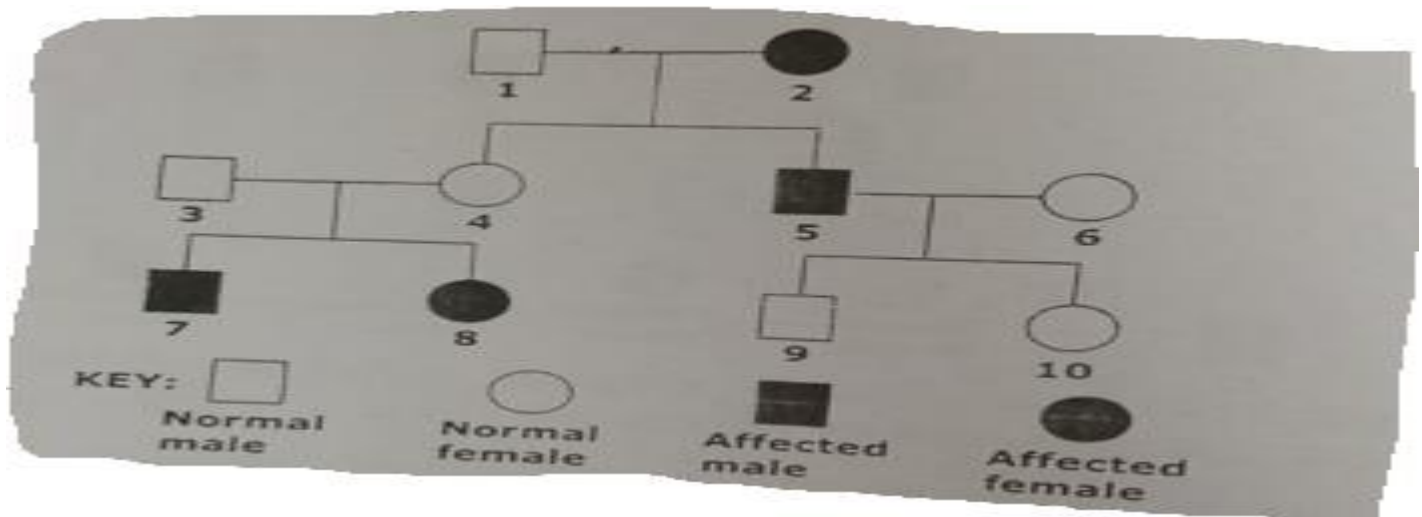 1 2
3 4 5 6
7 8 9 10
KEY:
Normal male
Normal female
Affected male
Affected female